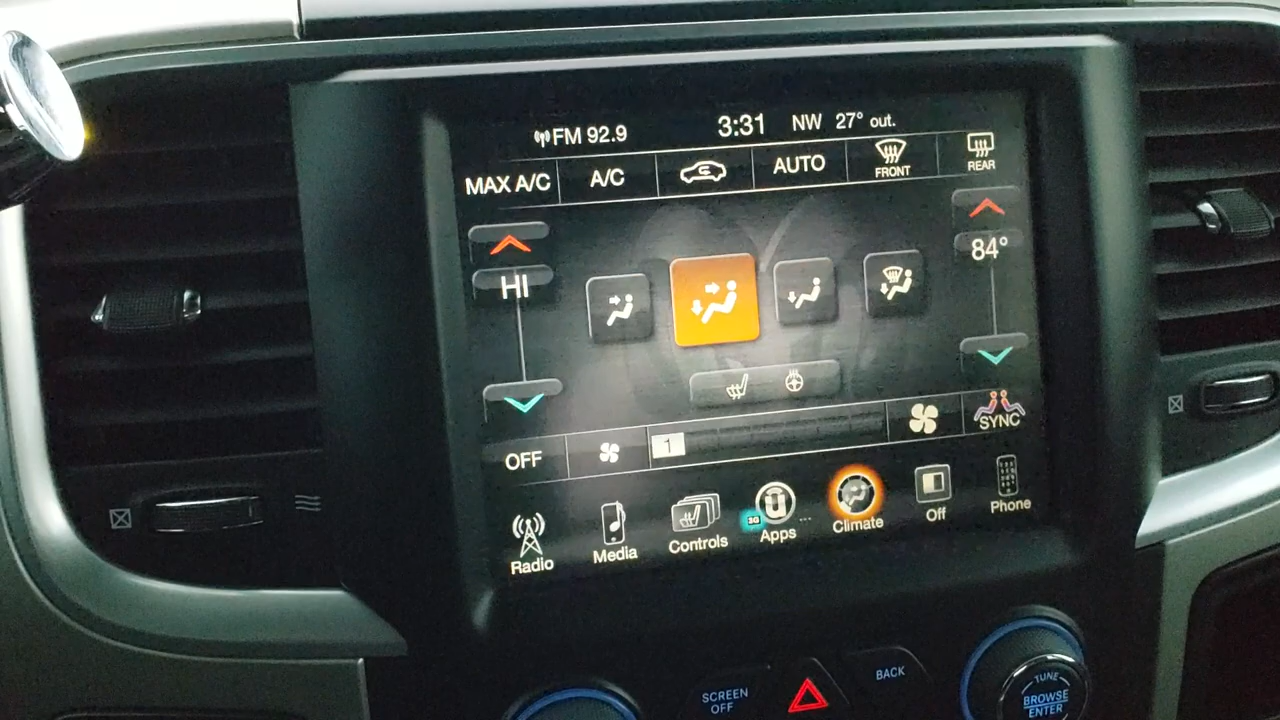 FM 92.9 3:31 NW 27° out.
MAX A/C A/C AUTO FRONT REAR
HI 84°
OFF 1 SYNC
Radio Media Controls 3G Apps ... Climate Off Phone
SCREEN OFF BACK TUNE
BROWSE
ENTER